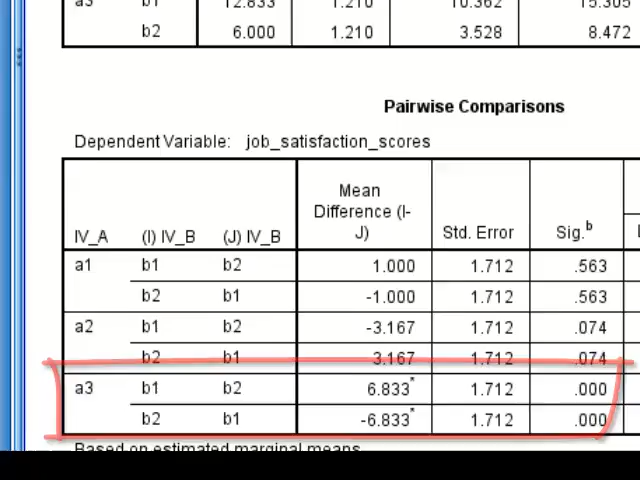 a3 b1 12.833 1.210 10.362 15.305
b2 6.000 1.210 3.528 8.472
Pairwise Comparisons
Dependent Variable: job_satisfaction_scores
Mean
Difference (I-
IV_A (I) IV_B (J) IV_B J) Std. Error Sig.b
a1 b1 b2 1.000 1.712 .563
b2 b1 -1.000 1.712 .563
a2 b1 b2 -3.167 1.712 .074
b2 b1 3.167 1.712 .074
a3 b1 b2 6.833* 1.712 .000
b2 b1 -6.833* 1.712 .000
Based on estimated marginal means